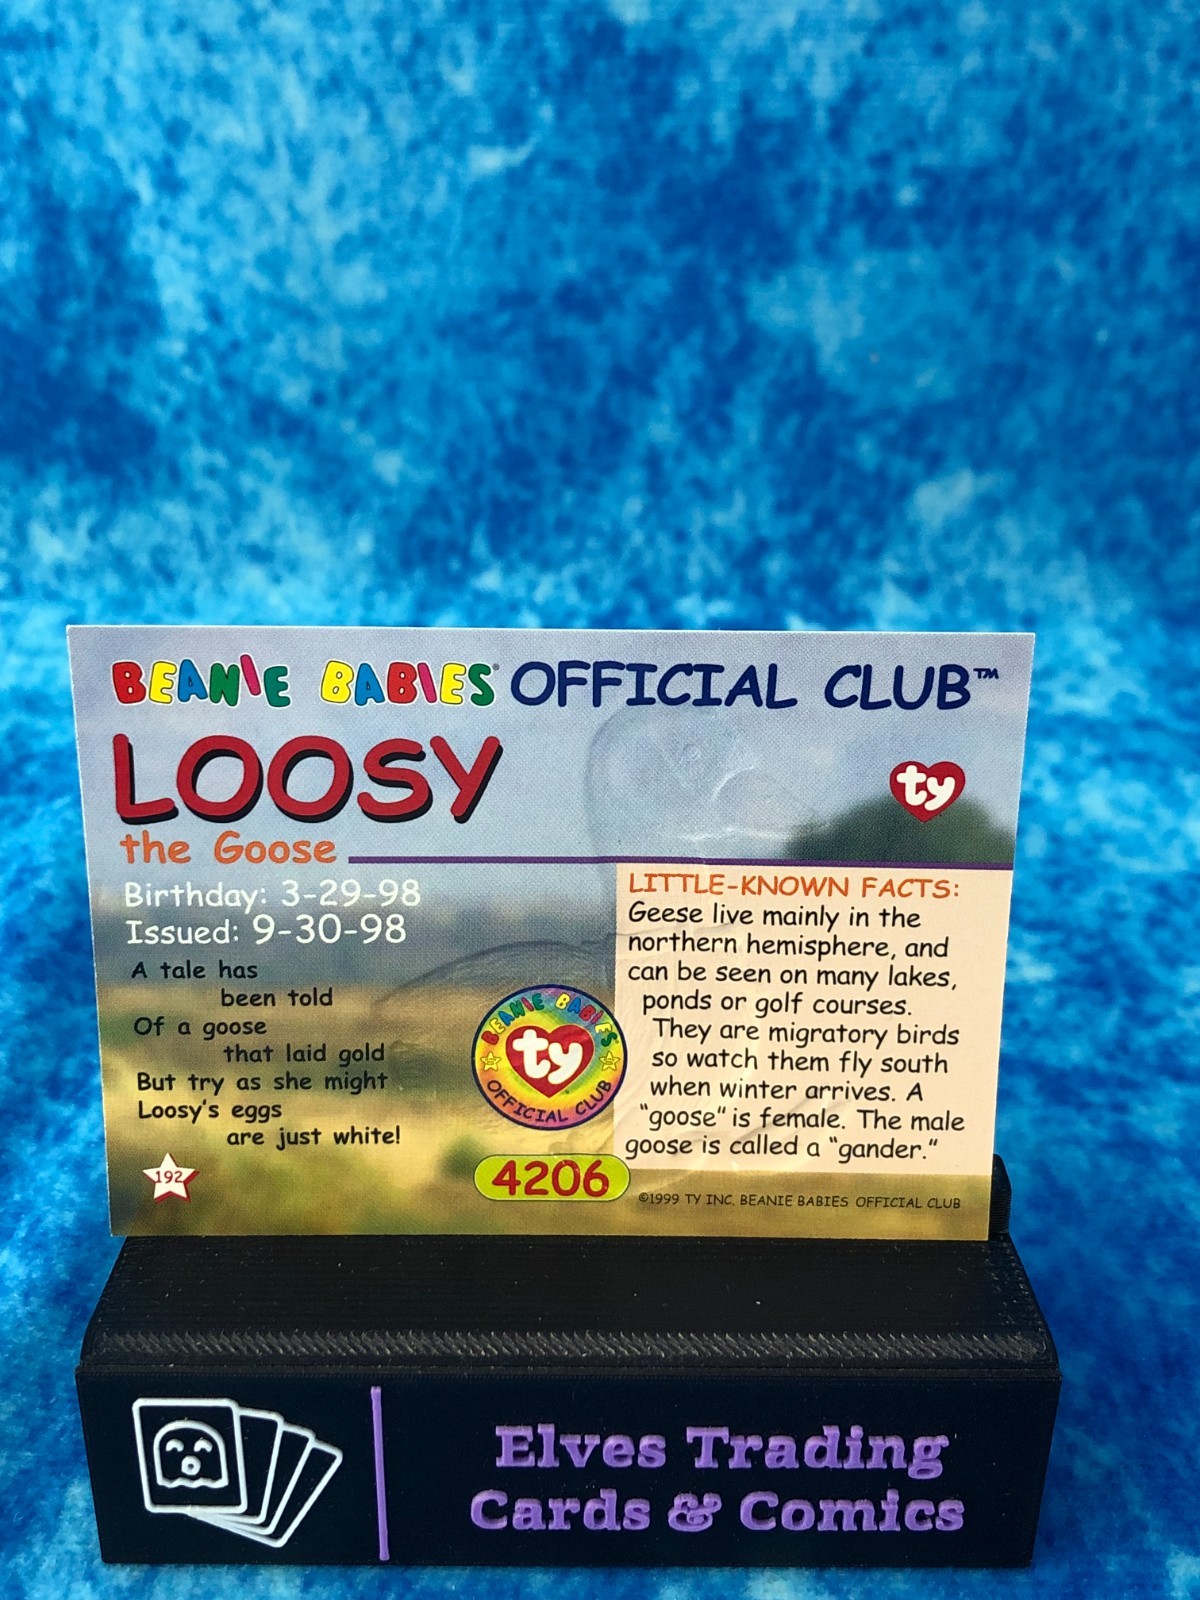 BEANIE BABIES® OFFICIAL CLUB™
LOOSY
ty
the Goose
Birthday: 3-29-98
Issued: 9-30-98
A tale has
been told
Of a goose
that laid gold
But try as she might
Loosy's eggs
are just white!
192
BEANIE BABIES
ty
OFFICIAL CLUB
4206
LITTLE-KNOWN FACTS:
Geese live mainly in the
northern hemisphere, and
can be seen on many lakes,
ponds or golf courses.
They are migratory birds
so watch them fly south
when winter arrives. A
"goose" is female. The male
goose is called a "gander."
©1999 TY INC. BEANIE BABIES OFFICIAL CLUB
Elves Trading
Cards & Comics